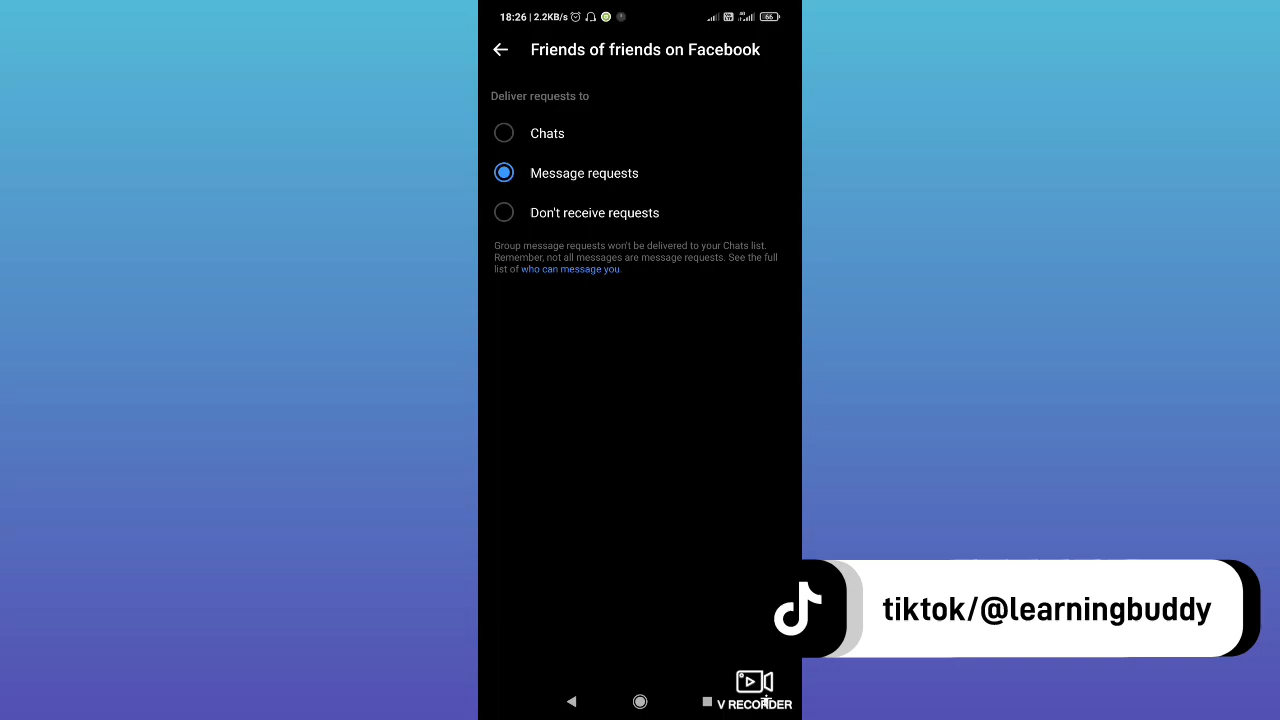 18:26 | 2.2KB/s
66
Friends of friends on Facebook
Deliver requests to
Chats
Message requests
Don't receive requests
Group message requests won't be delivered to your Chats list.
Remember, not all messages are message requests. See the full
list of who can message you.
tiktok/@learningbuddy
V RECORDER